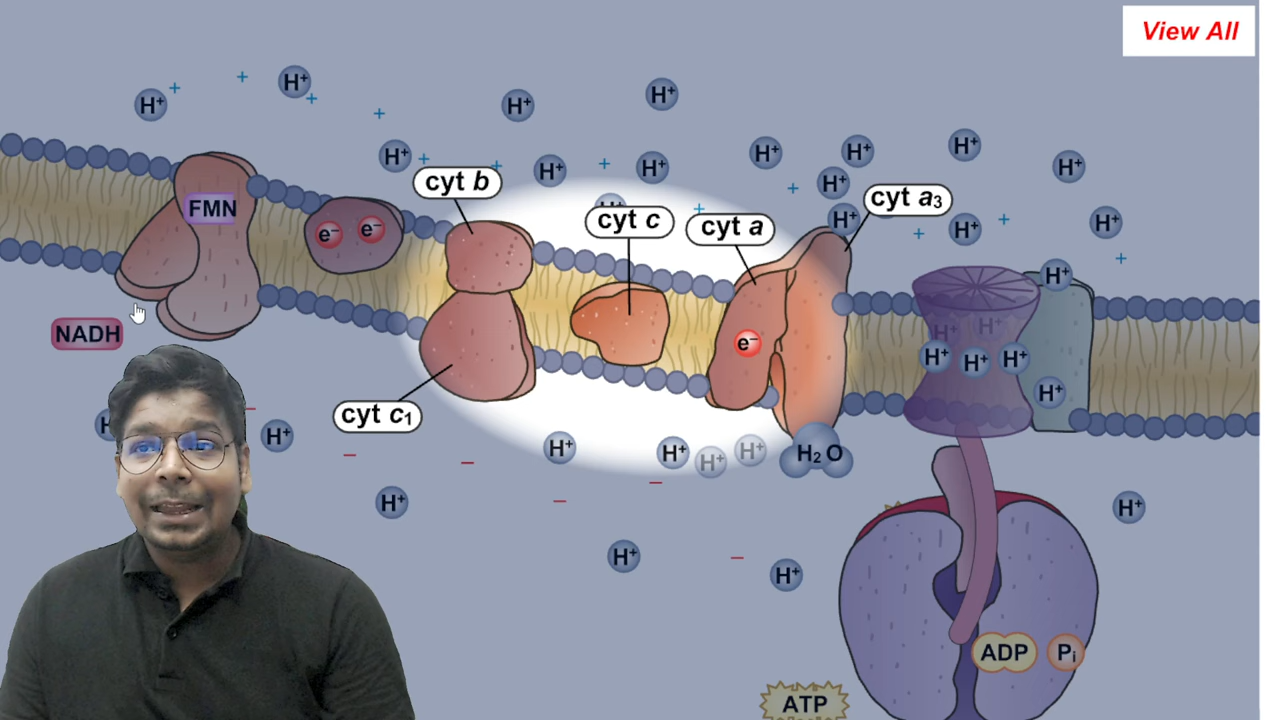 View All
H+
H+
H+
H+
H+
H+
H+
H+
H+
H+
H+
H+
cyt b
H+
H+
cyt a3
FMN
cyt c
H+
H+
H+
cyt a
e−
e−
H+
NADH
H+
H+
H+
H+
H+
e−
H+
cyt c1
H+
H+
H+
H+
H+
H2O
H+
H+
H+
H+
ADP
Pi
ATP